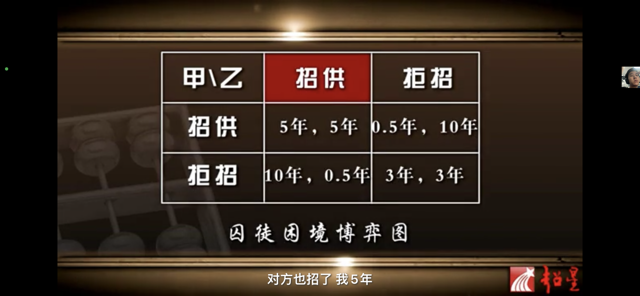 甲\乙 招供 拒招
招供 5年，5年 0.5年，10年
拒招 10年，0.5年 3年，3年
囚徒困境博弈图
对方也招了 我5年
超星